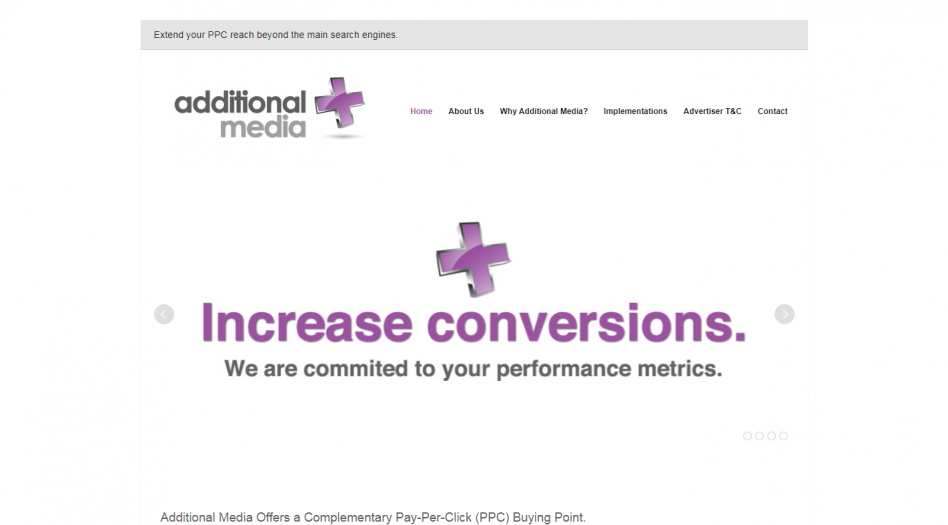 Extend your PPC reach beyond the main search engines.
additional
media
Home About Us Why Additional Media? Implementations Advertiser T&C Contact
Increase conversions.
We are commited to your performance metrics.
Additional Media Offers a Complementary Pay-Per-Click (PPC) Buying Point.